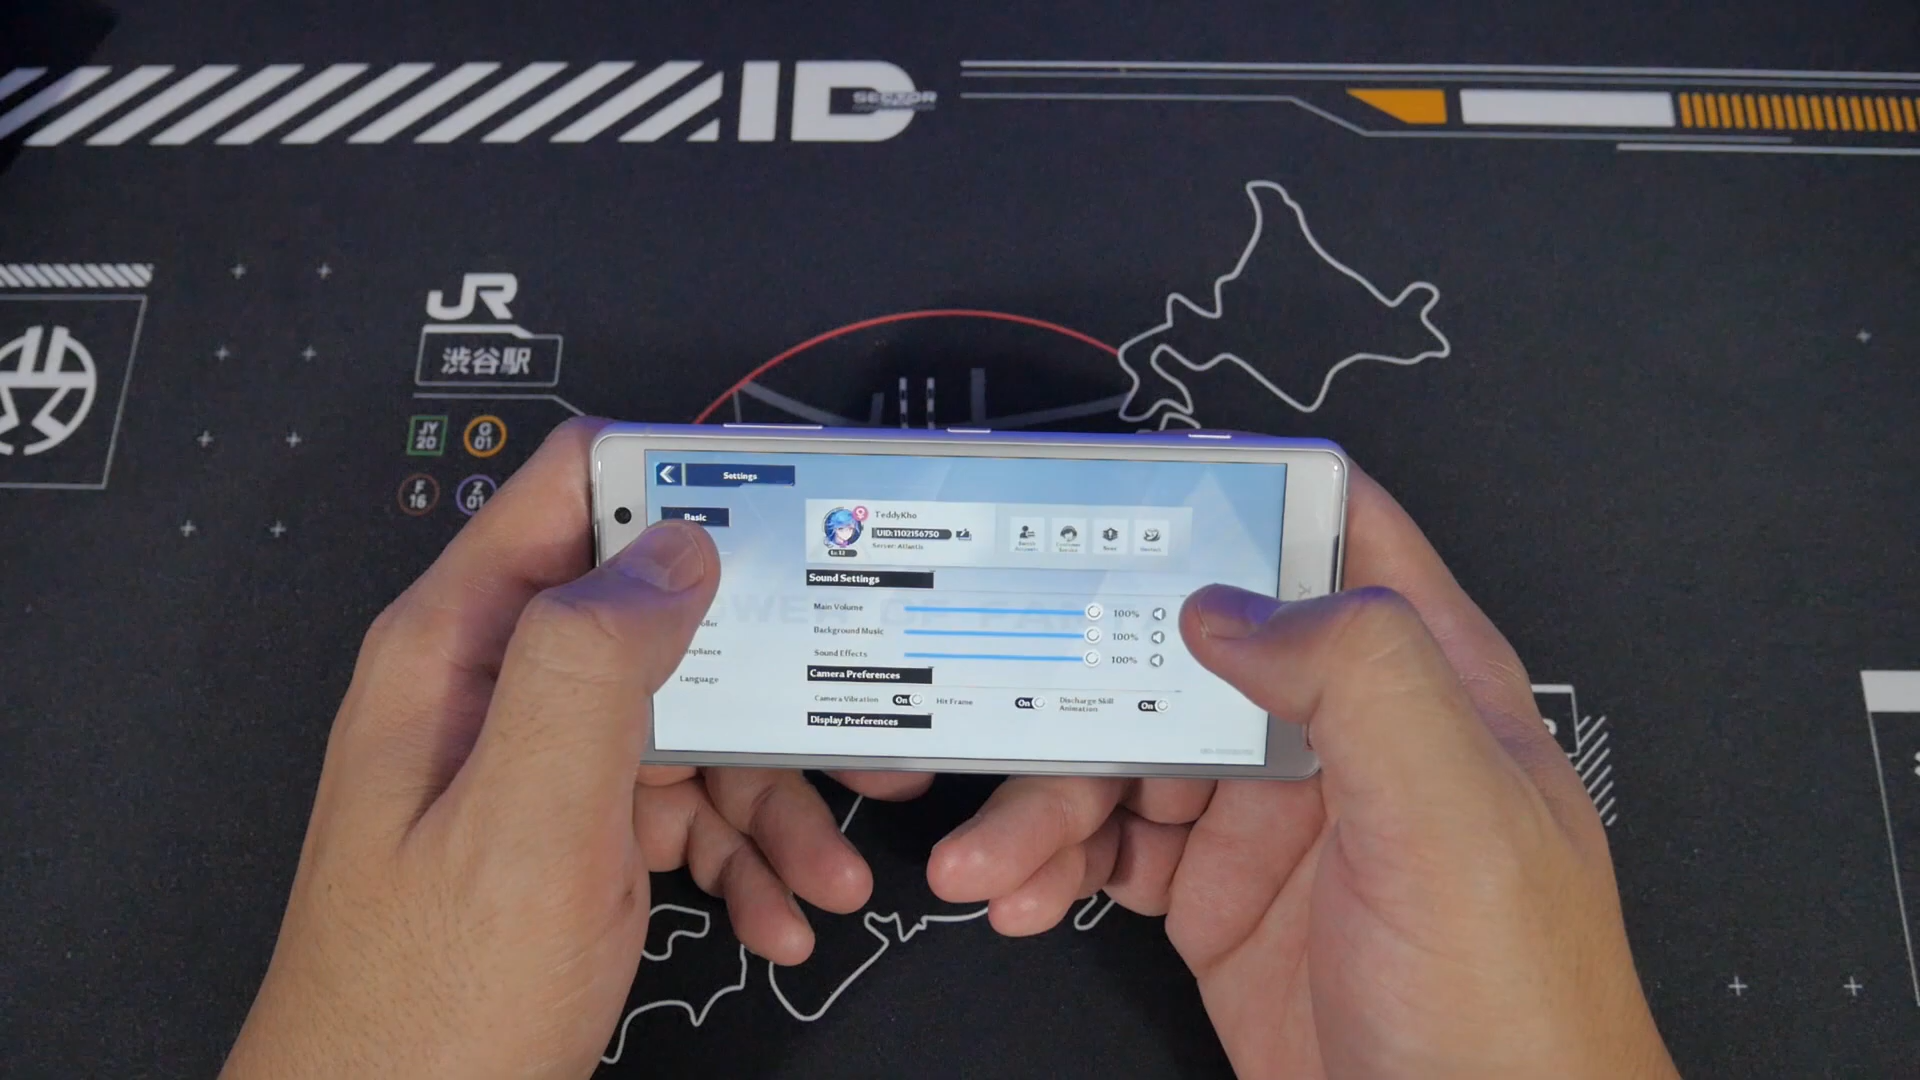 ID
SECTOR
JR
渋谷駅
JY
20
G
01
F
16
Z
01
Settings
Basic
TeddyKho
UID:1102156750
Server: Atlantis
Sound Settings
Main Volume 100%
Background Music 100%
Sound Effects 100%
Language
Camera Preferences
Camera Vibration On Hit Frame On Discharge Skill Animation On
Display Preferences